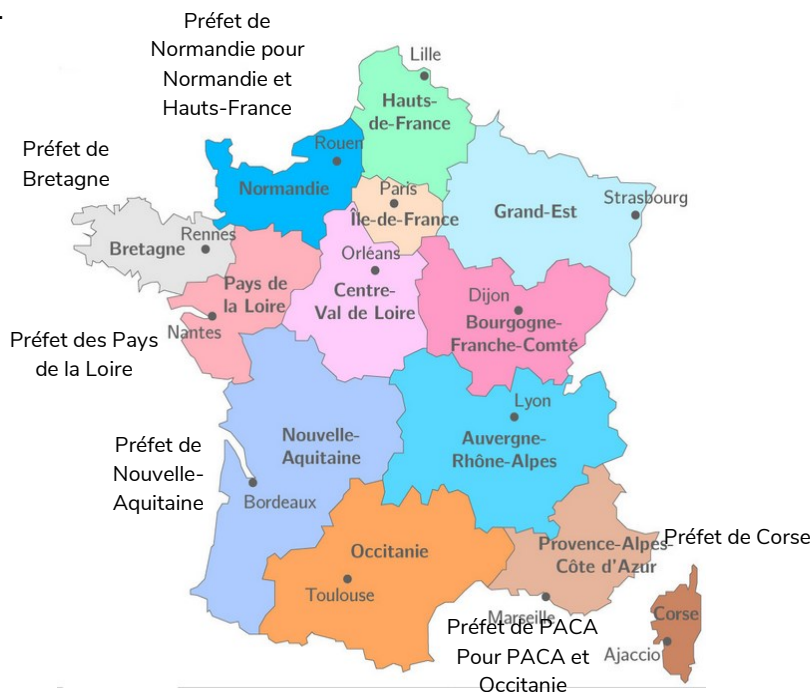 Préfet de
Normandie pour
Normandie et
Hauts-France
Lille
Hauts-
de-France
Préfet de
Bretagne
Rouen
Normandie
Paris
Île-de-France
Grand-Est
Strasbourg
Bretagne
Rennes
Pays de
la Loire
Nantes
Orléans
Centre-
Val de Loire
Dijon
Bourgogne-
Franche-Comté
Préfet des Pays
de la Loire
Lyon
Auvergne-
Rhône-Alpes
Nouvelle-
Aquitaine
Préfet de
Nouvelle-
Aquitaine
Bordeaux
Occitanie
Toulouse
Provence-Alpes-
Côte d'Azur
Préfet de Corse
Marseille
Préfet de PACA
Pour PACA et
Occitanie
Corse
Ajaccio